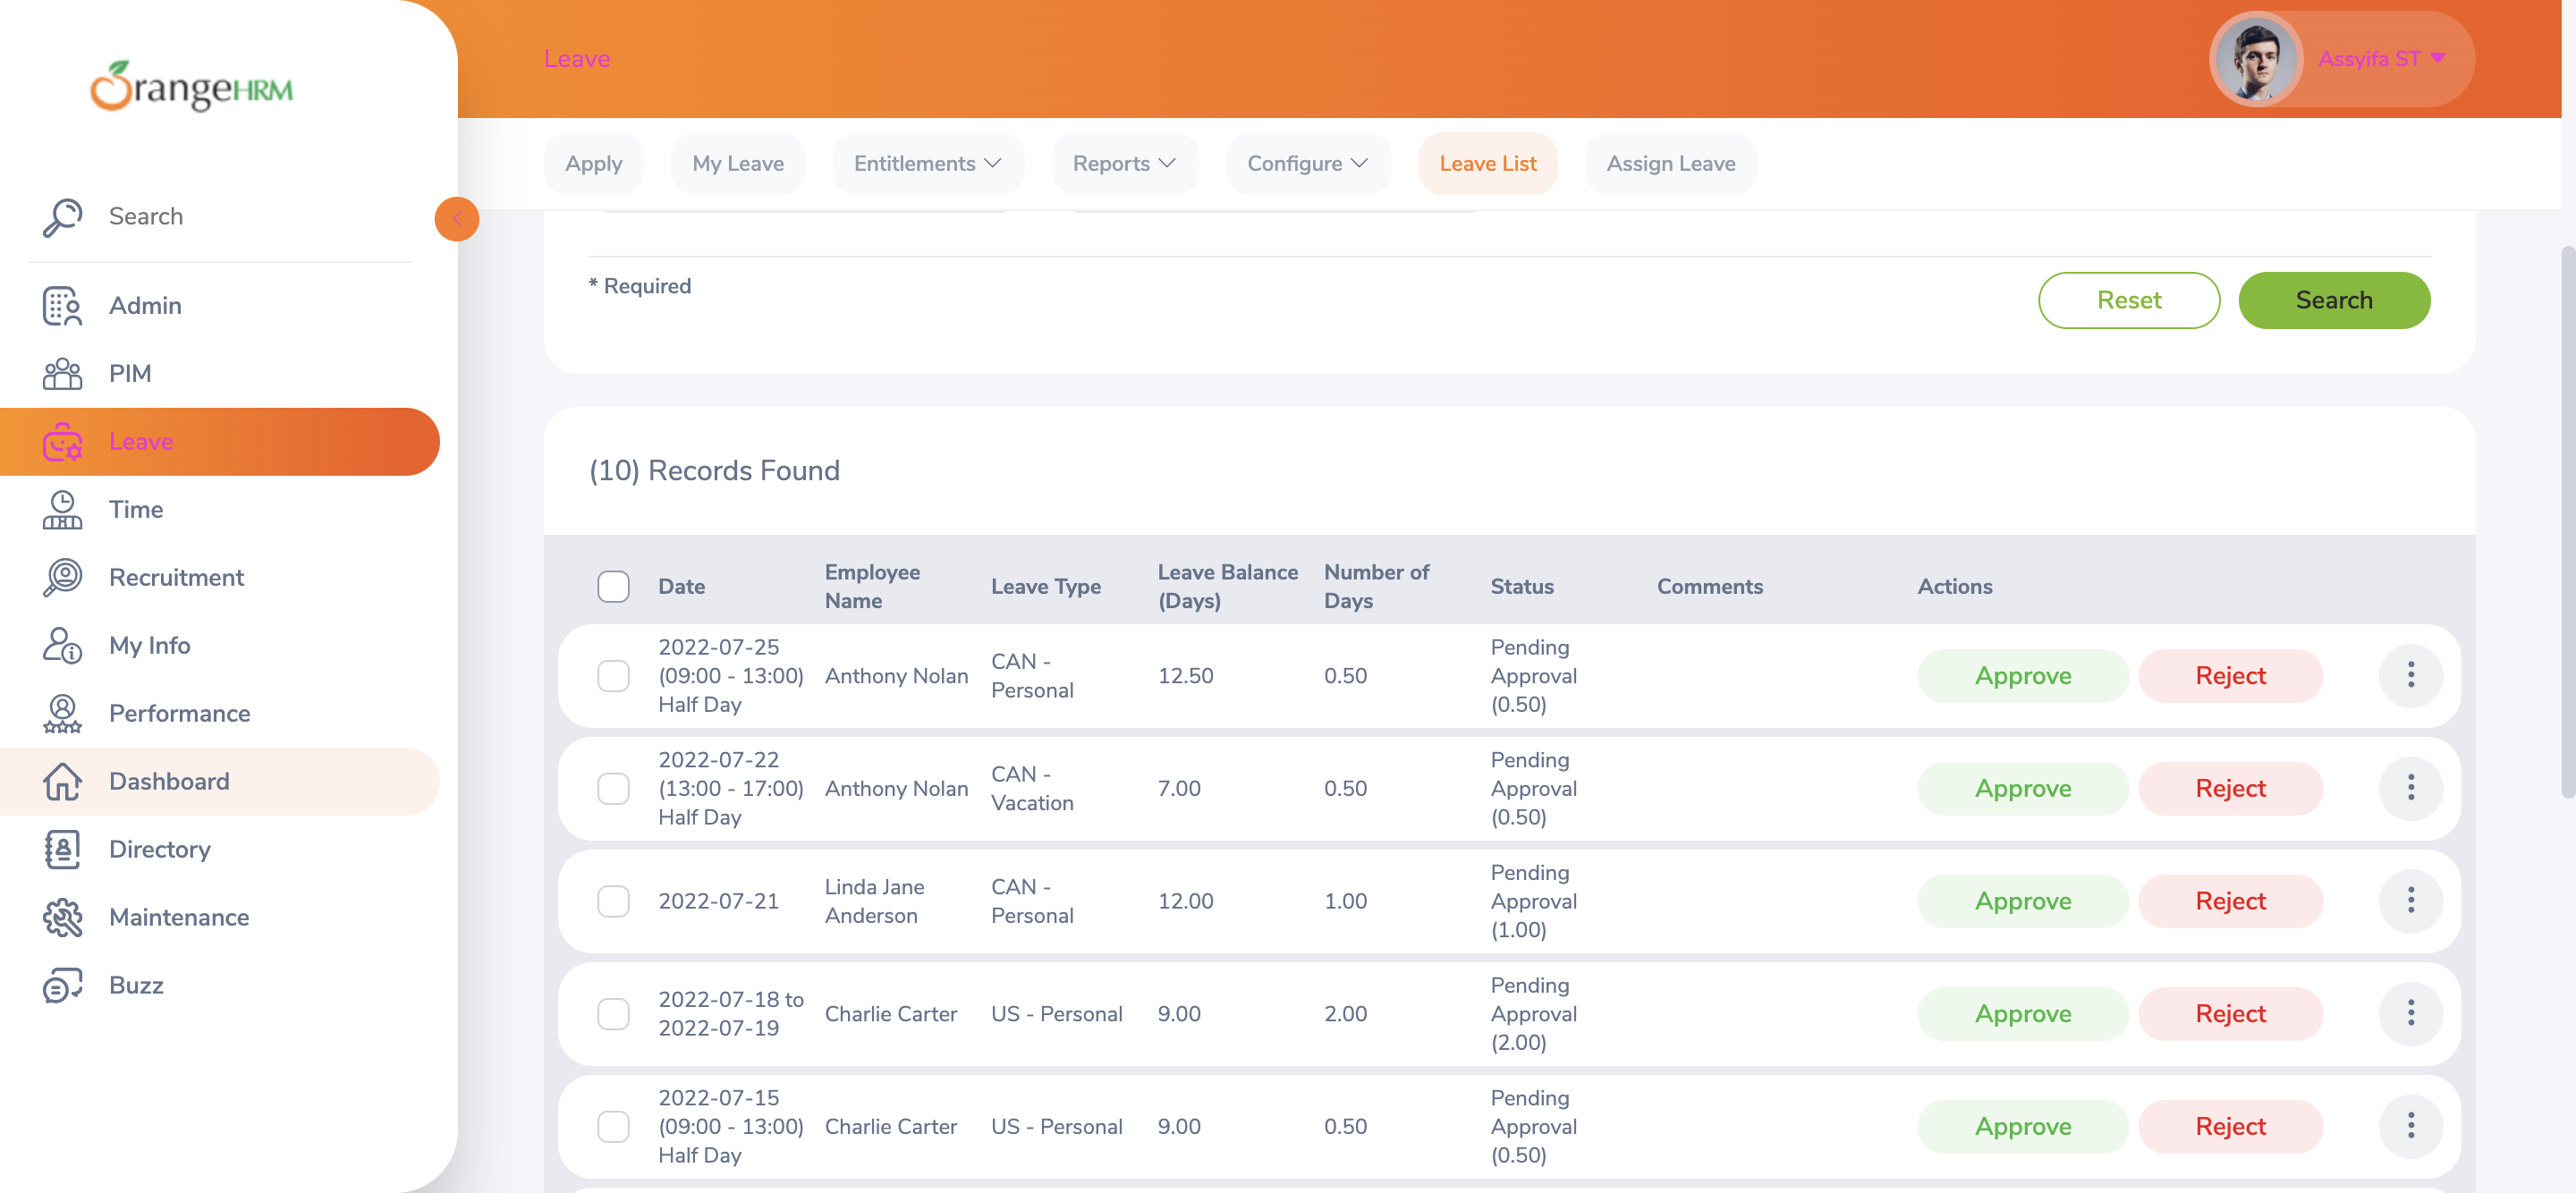 OrangeHRM
Search
Admin
PIM
Leave
Time
Recruitment
My Info
Performance
Dashboard
Directory
Maintenance
Buzz
Leave
Assyifa ST
Apply
My Leave
Entitlements
Reports
Configure
Leave List
Assign Leave
* Required
Reset
Search
(10) Records Found
Date
Employee
Name
Leave Type
Leave Balance
(Days)
Number of
Days
Status
Comments
Actions
2022-07-25
(09:00 - 13:00)
Half Day
Anthony Nolan
CAN -
Personal
12.50
0.50
Pending
Approval
(0.50)
Approve
Reject
2022-07-22
(13:00 - 17:00)
Half Day
Anthony Nolan
CAN -
Vacation
7.00
0.50
Pending
Approval
(0.50)
Approve
Reject
2022-07-21
Linda Jane
Anderson
CAN -
Personal
12.00
1.00
Pending
Approval
(1.00)
Approve
Reject
2022-07-18 to
2022-07-19
Charlie Carter
US - Personal
9.00
2.00
Pending
Approval
(2.00)
Approve
Reject
2022-07-15
(09:00 - 13:00)
Half Day
Charlie Carter
US - Personal
9.00
0.50
Pending
Approval
(0.50)
Approve
Reject